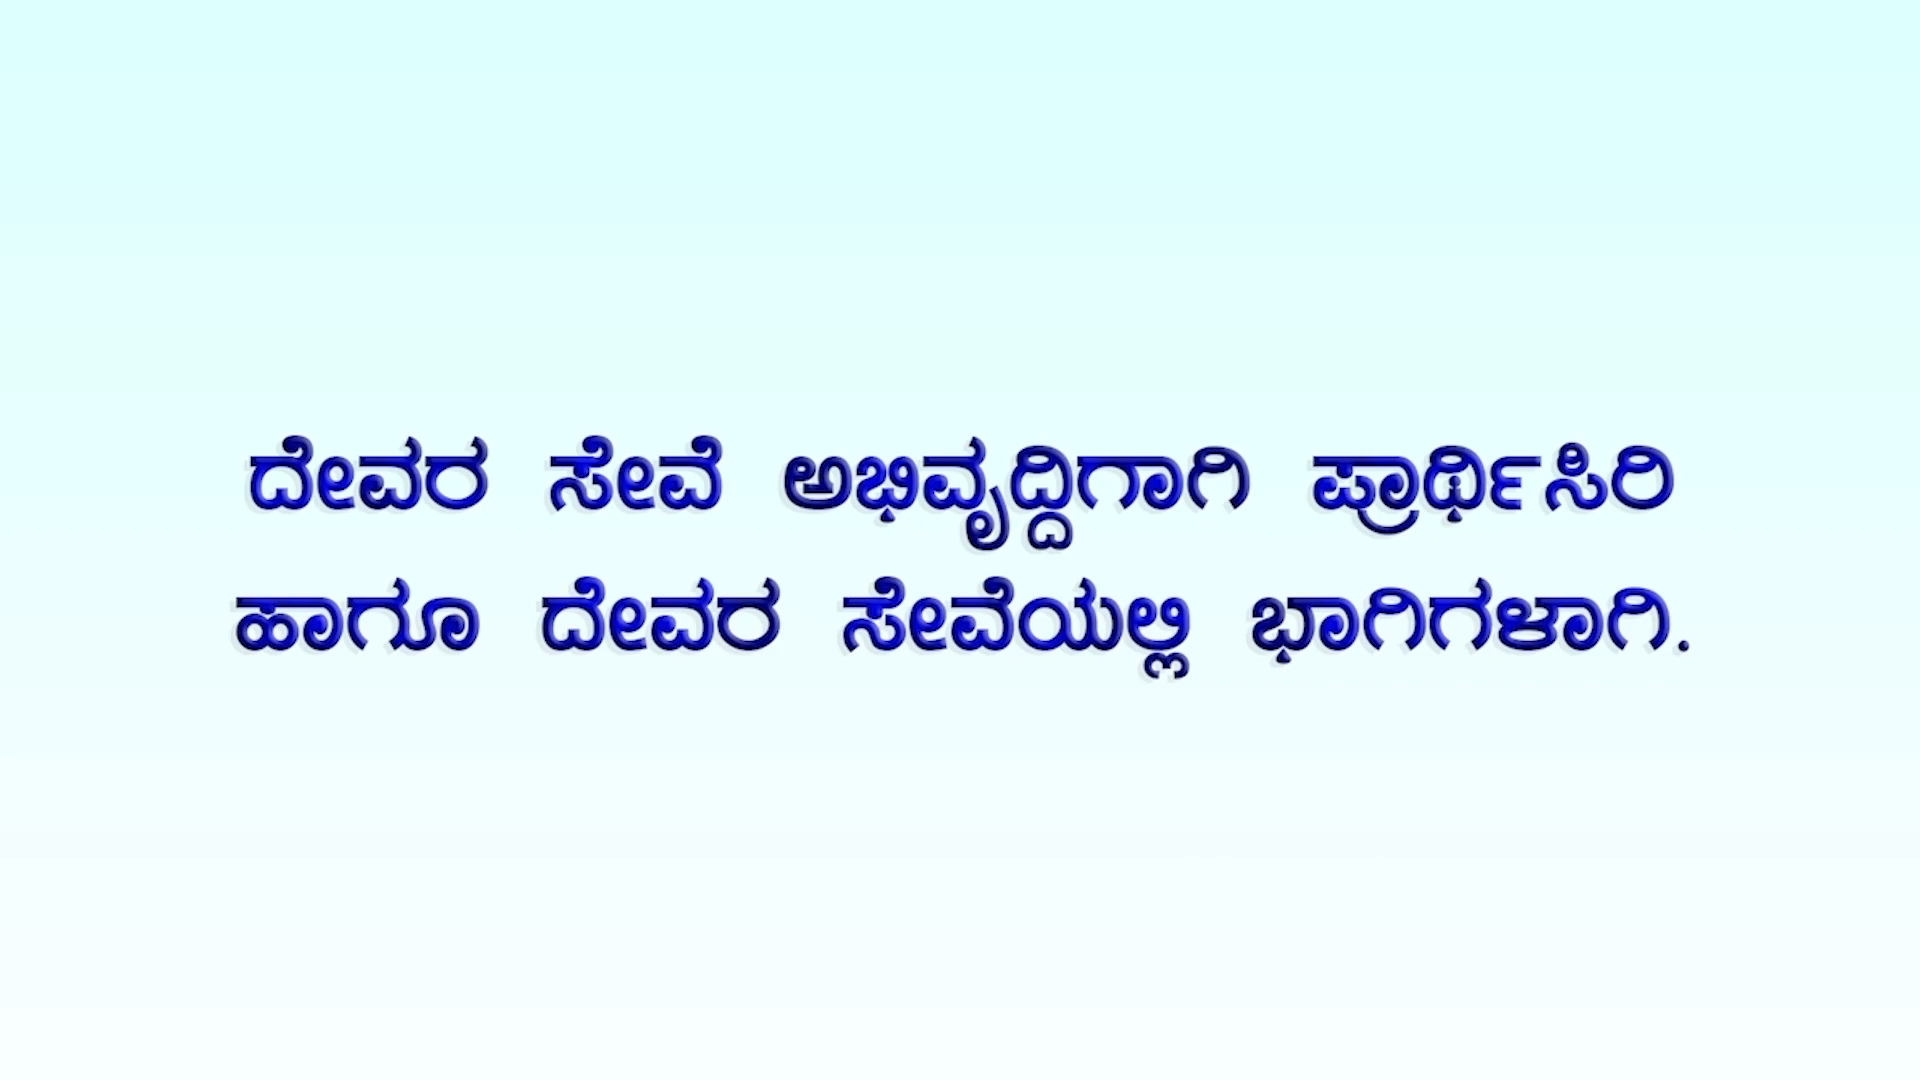 ದೇವರ ಸೇವೆ ಅಭಿವೃದ್ದಿಗಾಗಿ ಪ್ರಾರ್ಥಿಸಿರಿ
ಹಾಗೂ ದೇವರ ಸೇವೆಯಲ್ಲಿ ಭಾಗಿಗಳಾಗಿ.